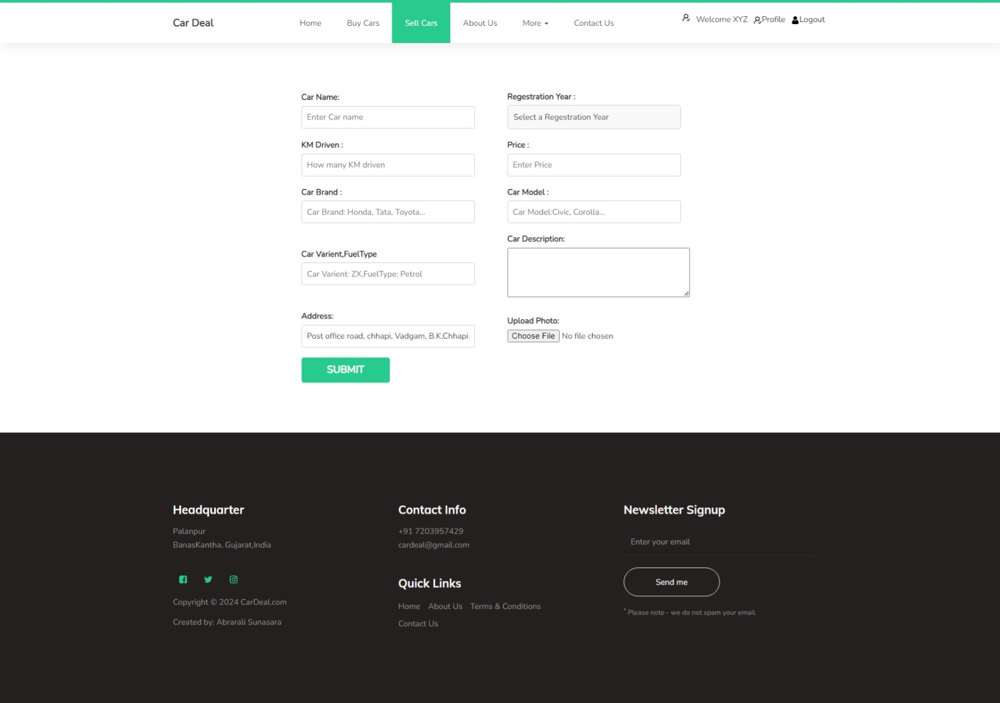 Car Deal
Home Buy Cars Sell Cars About Us More Contact Us
Welcome XYZ Profile Logout
Car Name:
Enter Car name
Regestration Year :
Select a Regestration Year
KM Driven :
How many KM driven
Price :
Enter Price
Car Brand :
Car Brand: Honda, Tata, Toyota...
Car Model :
Car Model:Civic, Corolla...
Car Varient,FuelType
Car Varient: ZX,FuelType: Petrol
Car Description:
Address:
Post office road, chhapi, Vadgam, B.K,Chhapi.
Upload Photo:
Choose File No file chosen
SUBMIT
Headquarter
Palanpur
BanasKantha, Gujarat,India
Copyright © 2024 CarDeal.com
Created by: Abrarali Sunasara
Contact Info
+91 7203957429
cardeal@gmail.com
Quick Links
Home About Us Terms & Conditions
Contact Us
Newsletter Signup
Enter your email
Send me
* Please note - we do not spam your email.